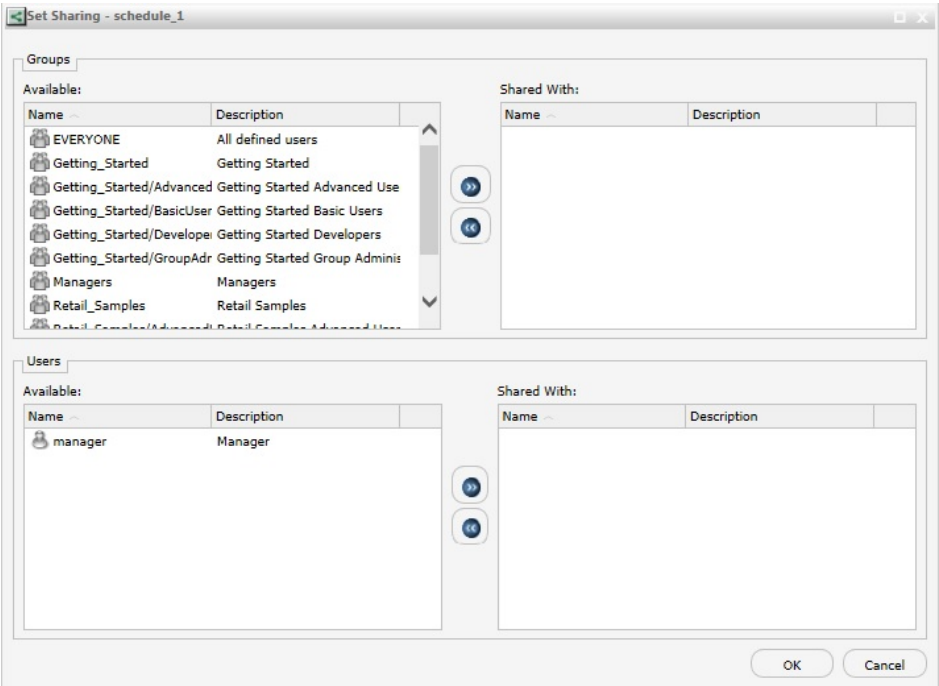 Set Sharing - schedule_1
Groups
Available:
Name Description
EVERYONE All defined users
Getting_Started Getting Started
Getting_Started/Advanced Getting Started Advanced Use
Getting_Started/BasicUser Getting Started Basic Users
Getting_Started/Develope Getting Started Developers
Getting_Started/GroupAdr Getting Started Group Adminis
Managers Managers
Retail_Samples Retail Samples
Shared With:
Name Description
Users
Available:
Name Description
manager Manager
Shared With:
Name Description
OK Cancel